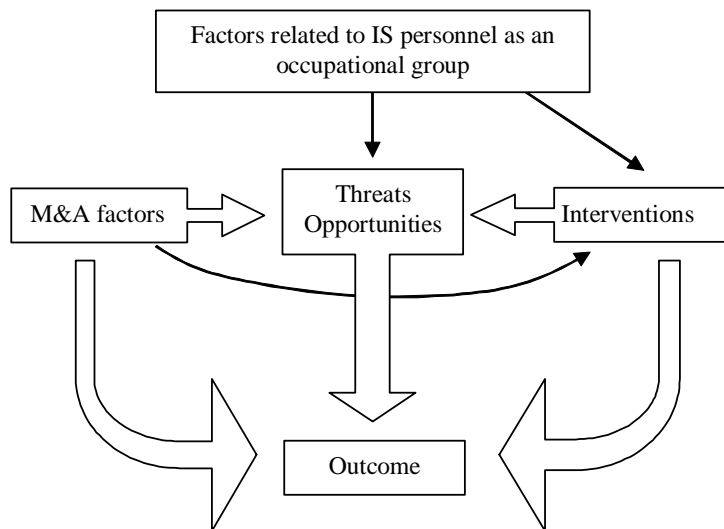 Factors related to IS personnel as an
occupational group
M&A factors
Threats
Opportunities
Interventions
Outcome